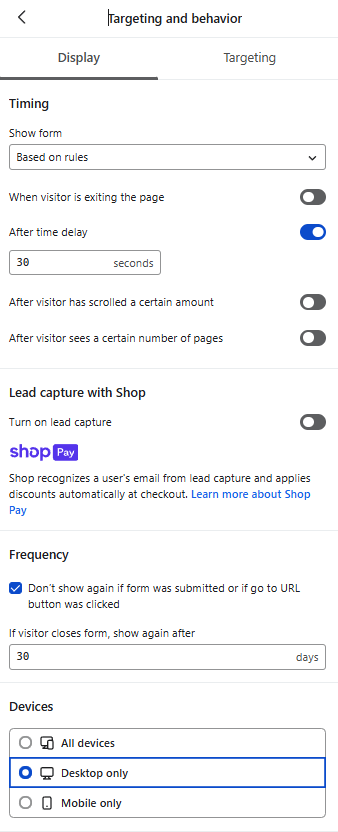 Targeting and behavior
Display
Targeting
Timing
Show form
Based on rules
When visitor is exiting the page
After time delay
30 seconds
After visitor has scrolled a certain amount
After visitor sees a certain number of pages
Lead capture with Shop
Turn on lead capture
shop Pay
Shop recognizes a user's email from lead capture and applies
discounts automatically at checkout. Learn more about Shop
Pay
Frequency
Don't show again if form was submitted or if go to URL
button was clicked
If visitor closes form, show again after
30 days
Devices
All devices
Desktop only
Mobile only